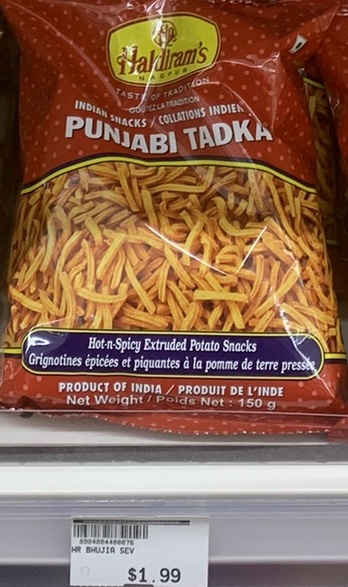 Haldiram's
NAGPUR
TASTE OF TRADITION
GOÛTEZ LA TRADITION
INDIAN SNACKS / COLLATIONS INDIEN
PUNJABI TADKA
Hot-n-Spicy Extruded Potato Snacks
Grignotines épicées et piquantes à la pomme de terre pressée
PRODUCT OF INDIA / PRODUIT DE L'INDE
Net Weight / Poids Net : 150 g
HR BHUJIA SEV
$1.99